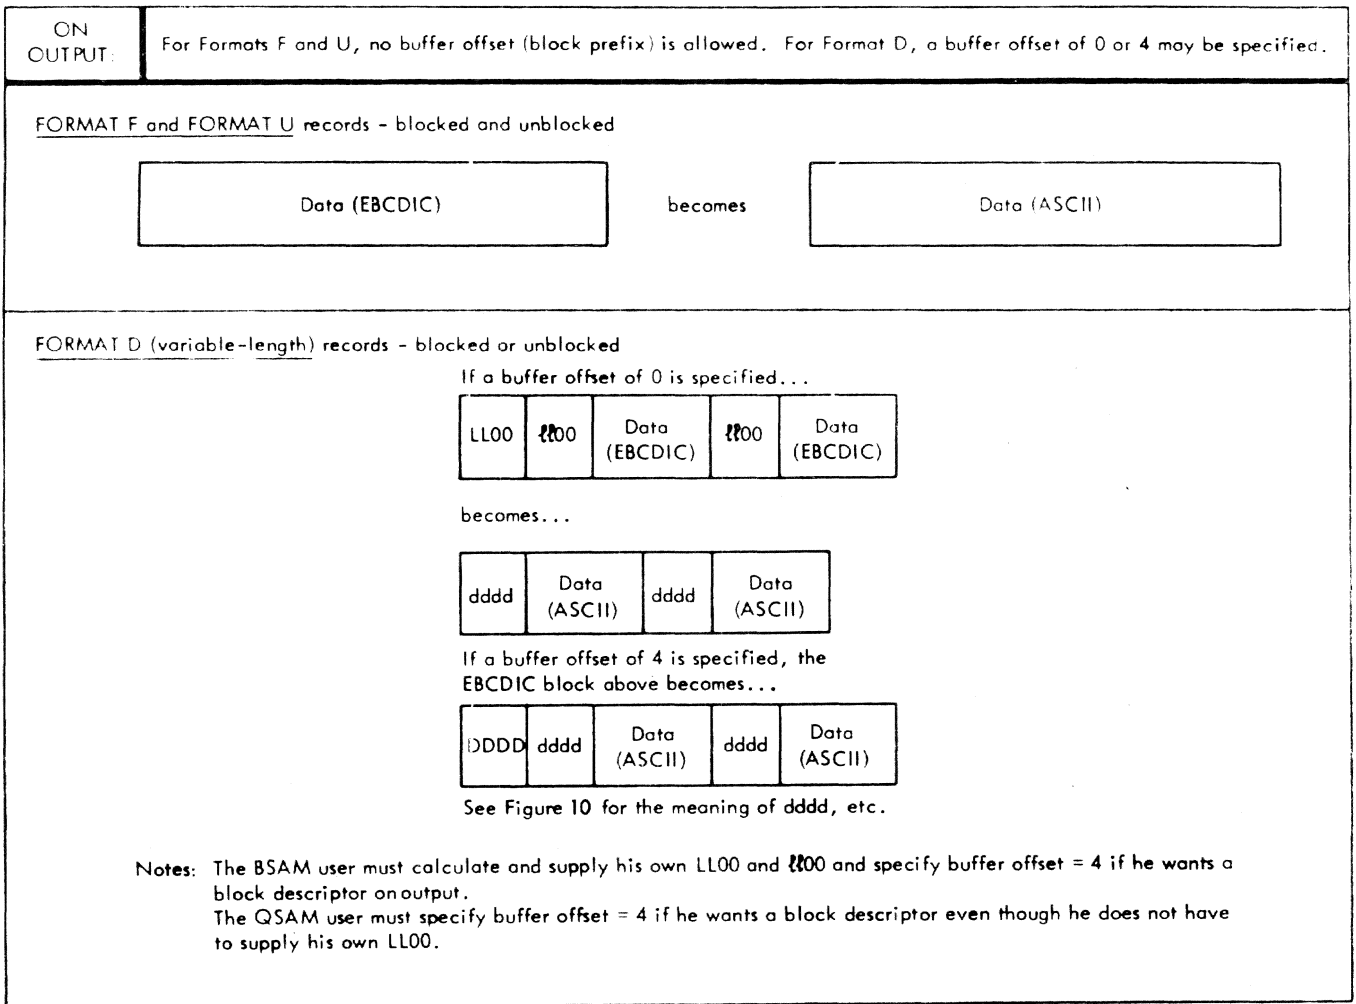 ON
OUTPUT:
For Formats F and U, no buffer offset (block prefix) is allowed. For Format D, a buffer offset of 0 or 4 may be specified.
FORMAT F and FORMAT U records - blocked and unblocked
Data (EBCDIC) becomes Data (ASCII)
FORMAT D (variable-length) records - blocked or unblocked
If a buffer offset of 0 is specified...
LL00 ℓℓ00 Data (EBCDIC) ℓℓ00 Data (EBCDIC)
becomes...
dddd Data (ASCII) dddd Data (ASCII)
If a buffer offset of 4 is specified, the
EBCDIC block above becomes...
DDDD dddd Data (ASCII) dddd Data (ASCII)
See Figure 10 for the meaning of dddd, etc.
Notes: The BSAM user must calculate and supply his own LL00 and ℓℓ00 and specify buffer offset = 4 if he wants a
block descriptor on output.
The QSAM user must specify buffer offset = 4 if he wants a block descriptor even though he does not have
to supply his own LL00.